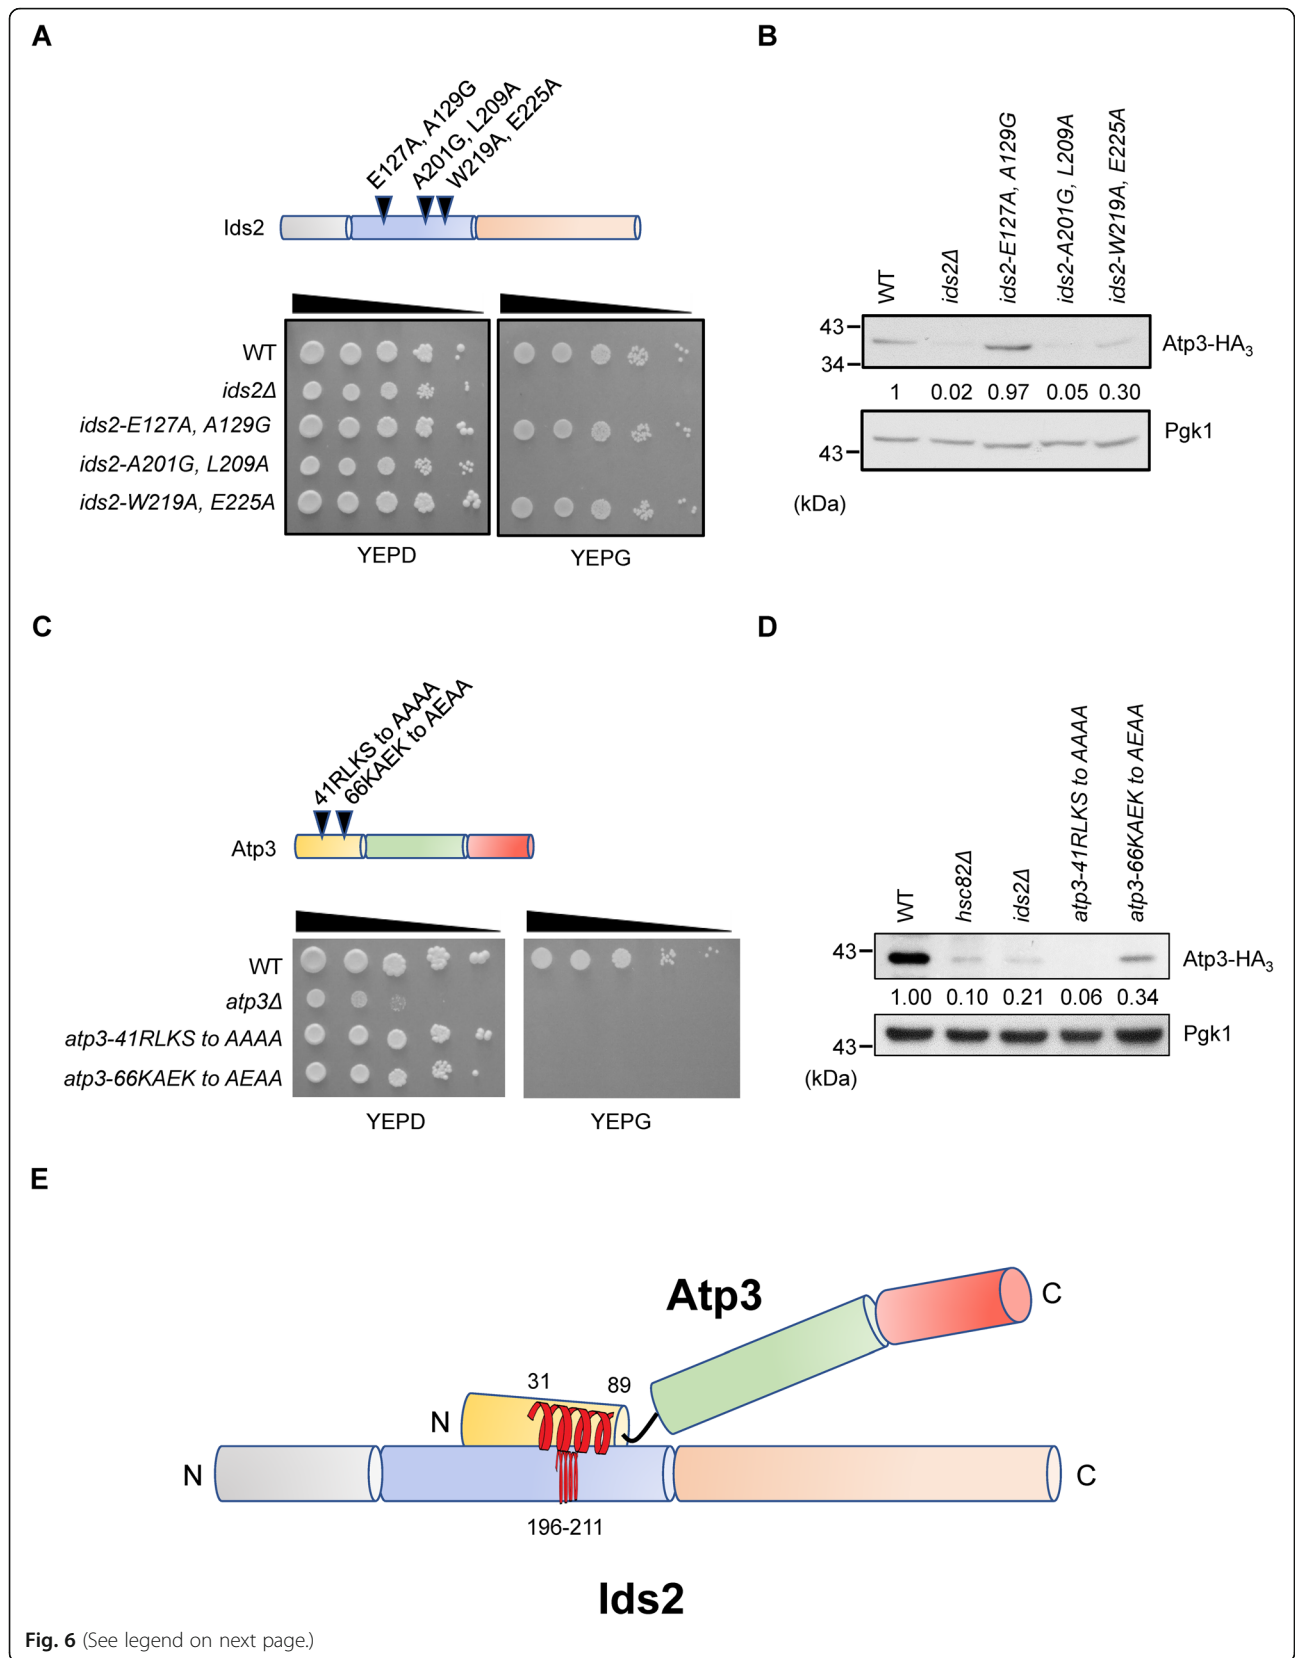 A
E127A, A129G
A201G, L209A
W219A, E225A
Ids2
WT
ids2Δ
ids2-E127A, A129G
ids2-A201G, L209A
ids2-W219A, E225A
YEPD
YEPG
B
WT
ids2Δ
ids2-E127A, A129G
ids2-A201G, L209A
ids2-W219A, E225A
43
34
Atp3-HA3
1 0.02 0.97 0.05 0.30
43
Pgk1
(kDa)
C
41RLKS to AAAA
66KAEK to AEAA
Atp3
WT
atp3Δ
atp3-41RLKS to AAAA
atp3-66KAEK to AEAA
YEPD
YEPG
D
WT
hsc82Δ
ids2Δ
atp3-41RLKS to AAAA
atp3-66KAEK to AEAA
43
Atp3-HA3
1.00 0.10 0.21 0.06 0.34
43
Pgk1
(kDa)
E
Atp3
C
31
89
N
N
C
196-211
Ids2
Fig. 6 (See legend on next page.)